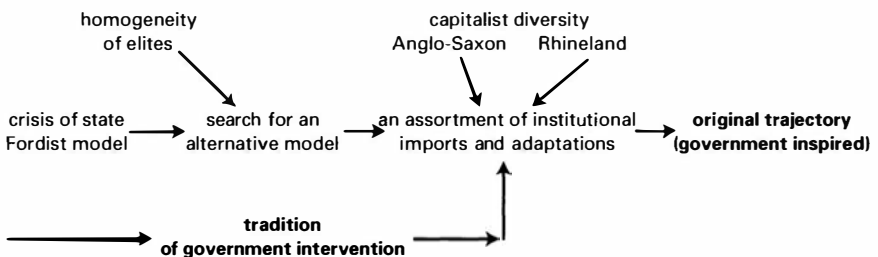 homogeneity
of elites
capitalist diversity
Anglo-Saxon Rhineland
crisis of state
Fordist model
search for an
alternative model
an assortment of institutional
imports and adaptations
original trajectory
(government inspired)
tradition
of government intervention